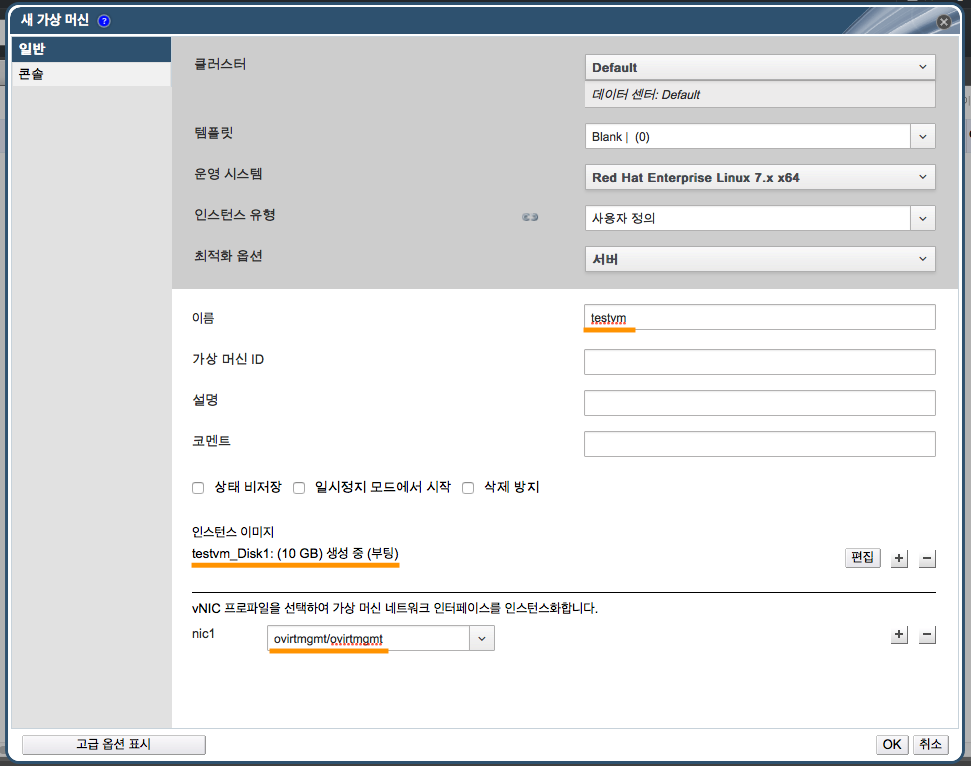 새 가상 머신 ?
일반
콘솔
클러스터
Default
데이터 센터: Default
템플릿
Blank | (0)
운영 시스템
Red Hat Enterprise Linux 7.x x64
인스턴스 유형
사용자 정의
최적화 옵션
서버
이름
testvm
가상 머신 ID
설명
코멘트
상태 비저장 일시정지 모드에서 시작 삭제 방지
인스턴스 이미지
testvm_Disk1: (10 GB) 생성 중 (부팅)
편집 + −
vNIC 프로파일을 선택하여 가상 머신 네트워크 인터페이스를 인스턴스화합니다.
nic1 ovirtmgmt/ovirtmgmt + −
고급 옵션 표시 OK 취소